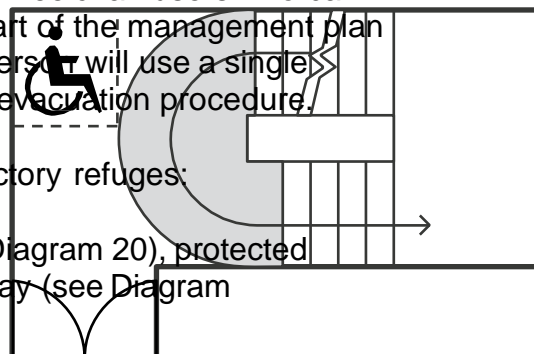 art of the management plan
erson will use a single
evacuation procedure.
ctory refuges:
Diagram 20), protected
ay (see Diagram